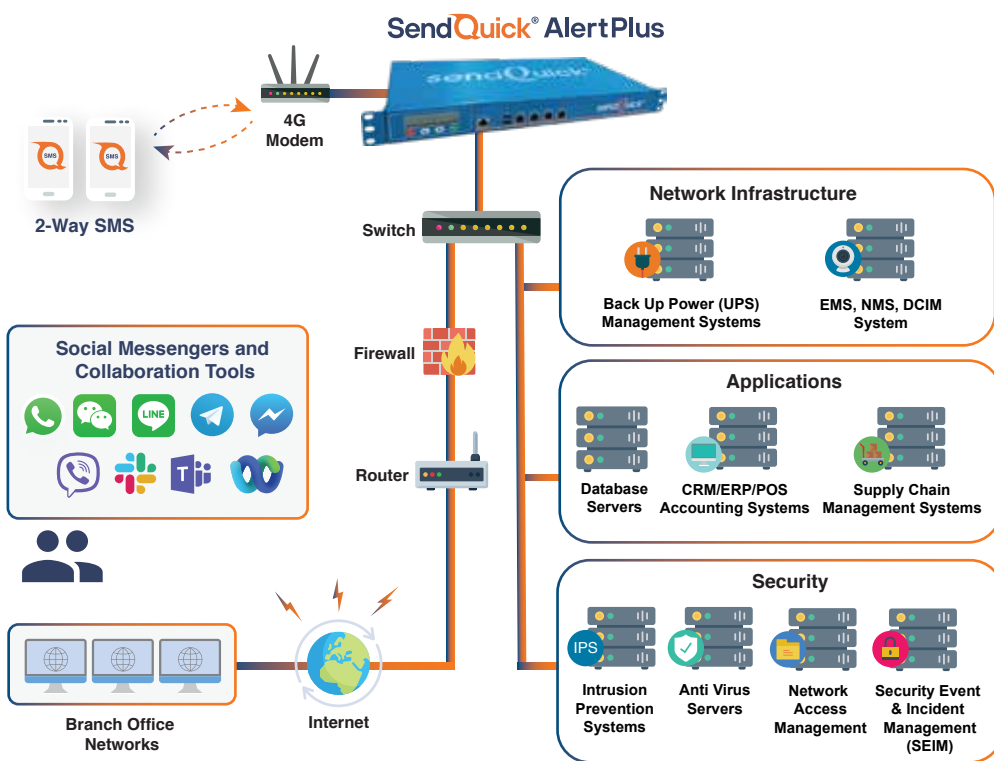 SendQuick® AlertPlus
sendQuick
4G
Modem
SMS
SMS
2-Way SMS
Switch
Network Infrastructure
Back Up Power (UPS)
Management Systems
EMS, NMS, DCIM
System
Social Messengers and
Collaboration Tools
LINE
T
Firewall
Applications
Database
Servers
CRM/ERP/POS
Accounting Systems
Supply Chain
Management Systems
Router
Security
IPS
Intrusion
Prevention
Systems
Anti Virus
Servers
Network
Access
Management
Security Event
& Incident
Management
(SEIM)
Branch Office
Networks
Internet